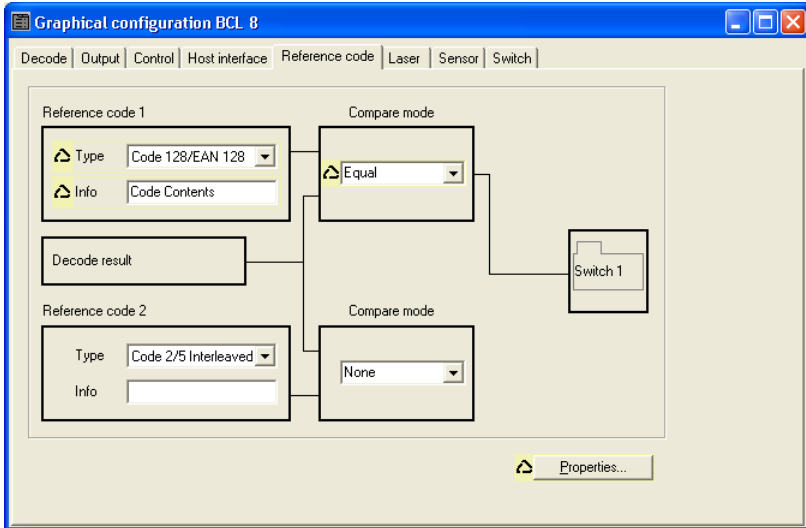 Graphical configuration BCL 8
Decode Output Control Host interface Reference code Laser Sensor Switch
Reference code 1
Compare mode
Type Code 128/EAN 128
Equal
Info Code Contents
Decode result
Switch 1
Reference code 2
Compare mode
Type Code 2/5 Interleaved
None
Info
Properties...